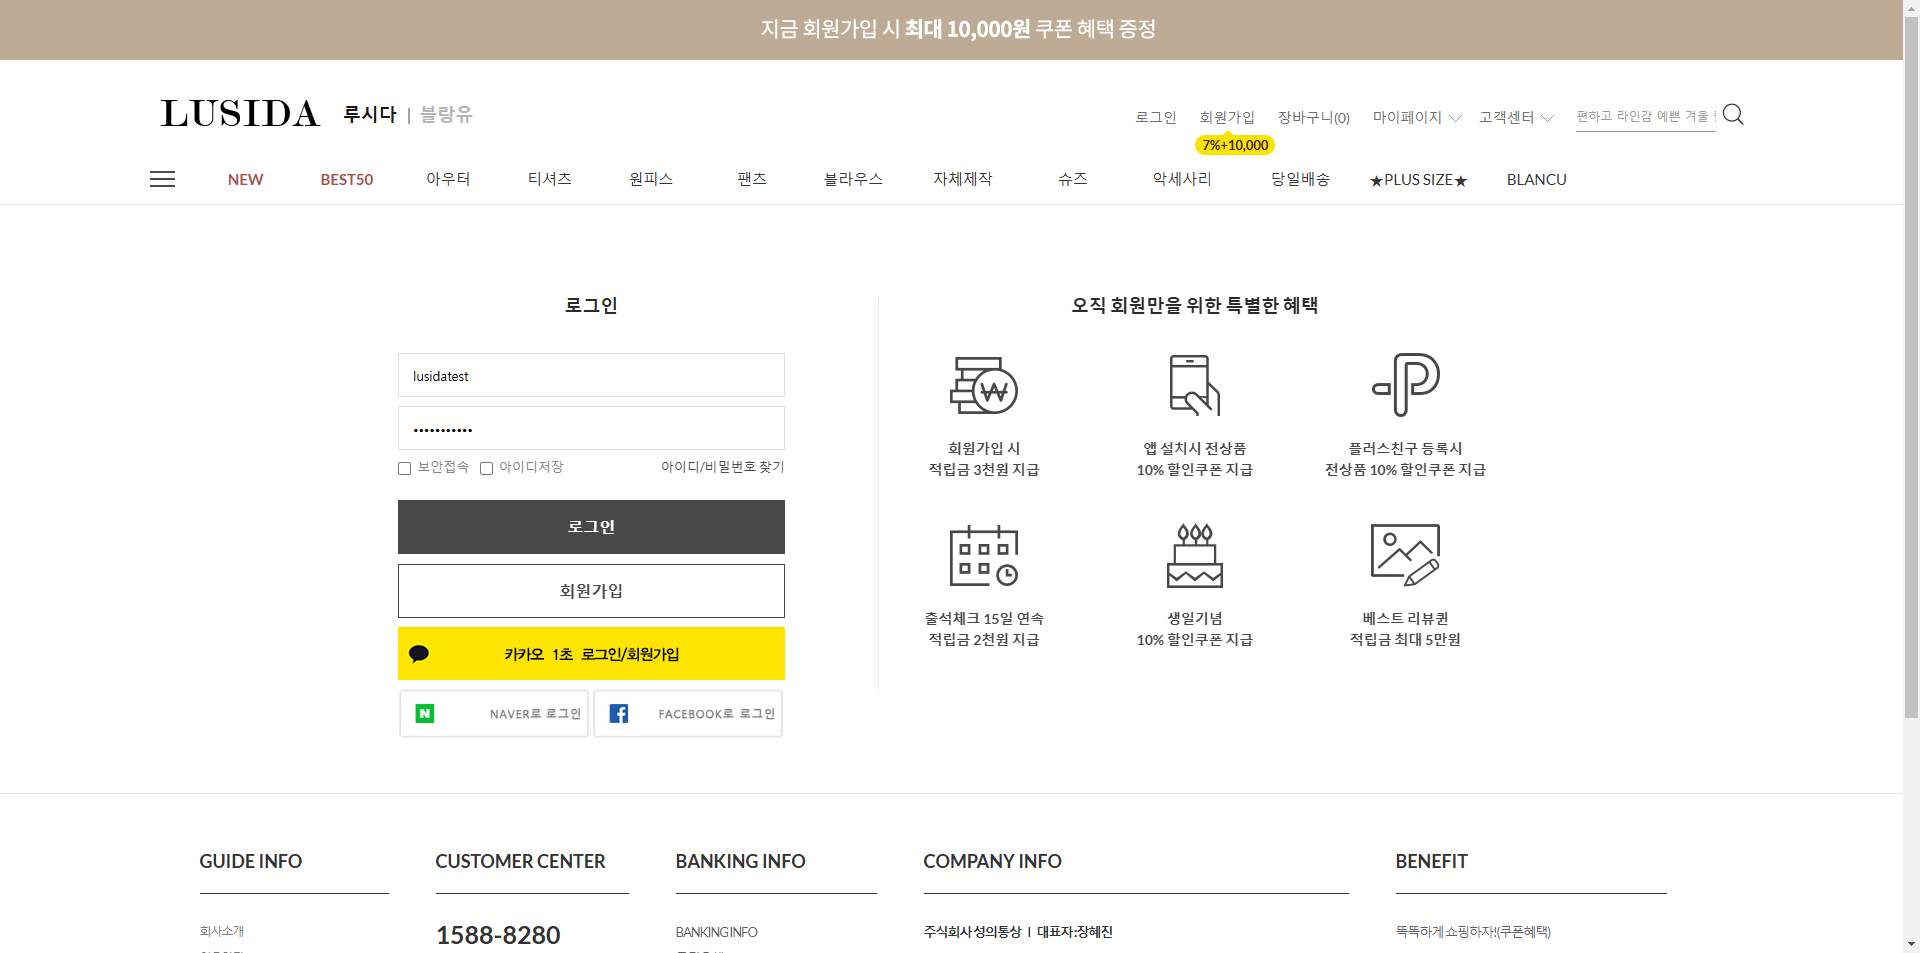 지금 회원가입 시 최대 10,000원 쿠폰 혜택 증정
LUSIDA 루시다 | 블랑유
로그인 회원가입 장바구니(0) 마이페이지 고객센터 편하고 라인감 예쁜 겨울
7%+10,000
NEW BEST50 아우터 티셔츠 원피스 팬츠 블라우스 자체제작 슈즈 악세사리 당일배송 ★PLUS SIZE★ BLANCU
로그인
lusidatest
•••••••••••
보안접속 아이디저장 아이디/비밀번호 찾기
로그인
회원가입
카카오 1초 로그인/회원가입
N NAVER로 로그인
f FACEBOOK로 로그인
오직 회원만을 위한 특별한 혜택
회원가입 시
적립금 3천원 지급
앱 설치시 전상품
10% 할인쿠폰 지급
플러스친구 등록시
전상품 10% 할인쿠폰 지급
출석체크 15일 연속
적립금 2천원 지급
생일기념
10% 할인쿠폰 지급
베스트 리뷰퀸
적립금 최대 5만원
GUIDE INFO
회사소개
CUSTOMER CENTER
1588-8280
BANKING INFO
BANKING INFO
COMPANY INFO
주식회사 성의통상 | 대표자:장혜진
BENEFIT
똑똑하게 쇼핑하자!(쿠폰혜택)